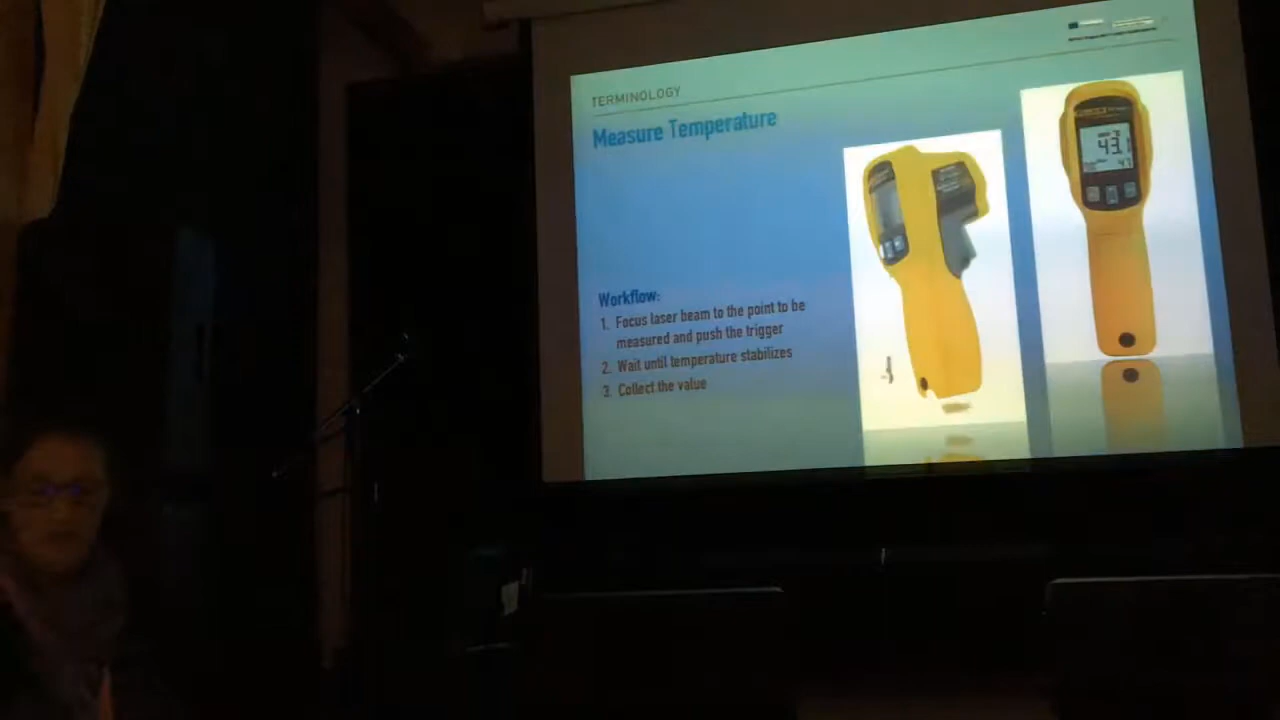 TERMINOLOGY
Measure Temperature
Workflow:
1. Focus laser beam to the point to be
measured and push the trigger
2. Wait until temperature stabilizes
3. Collect the value
43.1